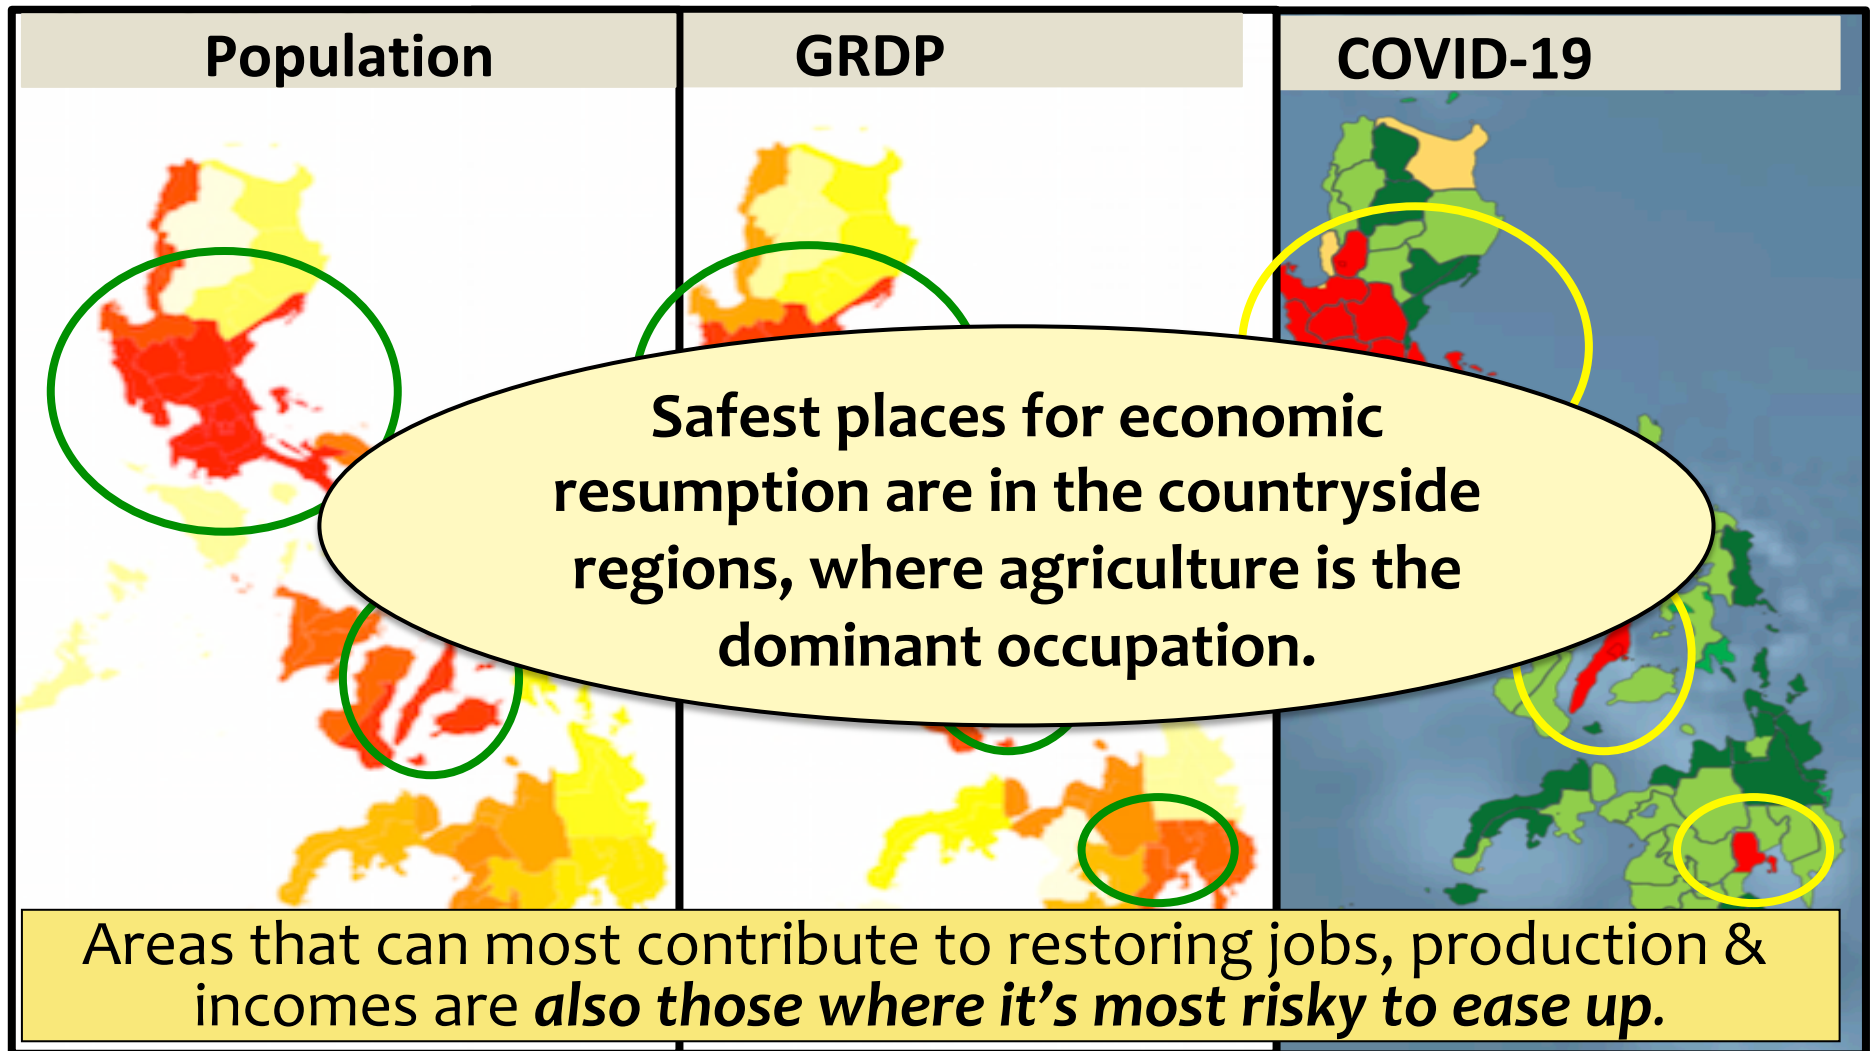 Population
GRDP
COVID-19
Safest places for economic
resumption are in the countryside
regions, where agriculture is the
dominant occupation.
Areas that can most contribute to restoring jobs, production &
incomes are also those where it’s most risky to ease up.